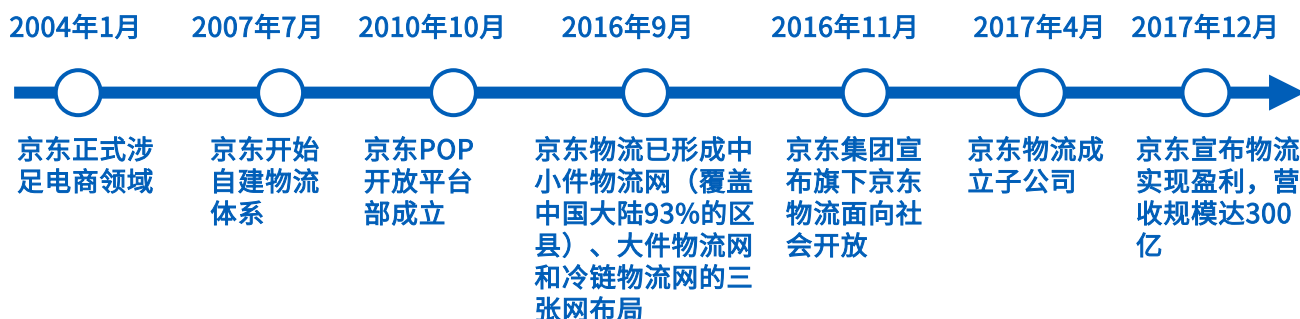 2004年1月
2007年7月
2010年10月
2016年9月
2016年11月
2017年4月
2017年12月
京东正式涉
足电商领域
京东开始
自建物流
体系
京东POP
开放平台
部成立
京东物流已形成中
小件物流网（覆盖
中国大陆93%的区
县）、大件物流网
和冷链物流网的三
张网布局
京东集团宣
布旗下京东
物流面向社
会开放
京东物流成
立子公司
京东宣布物流
实现盈利，营
收规模达300
亿